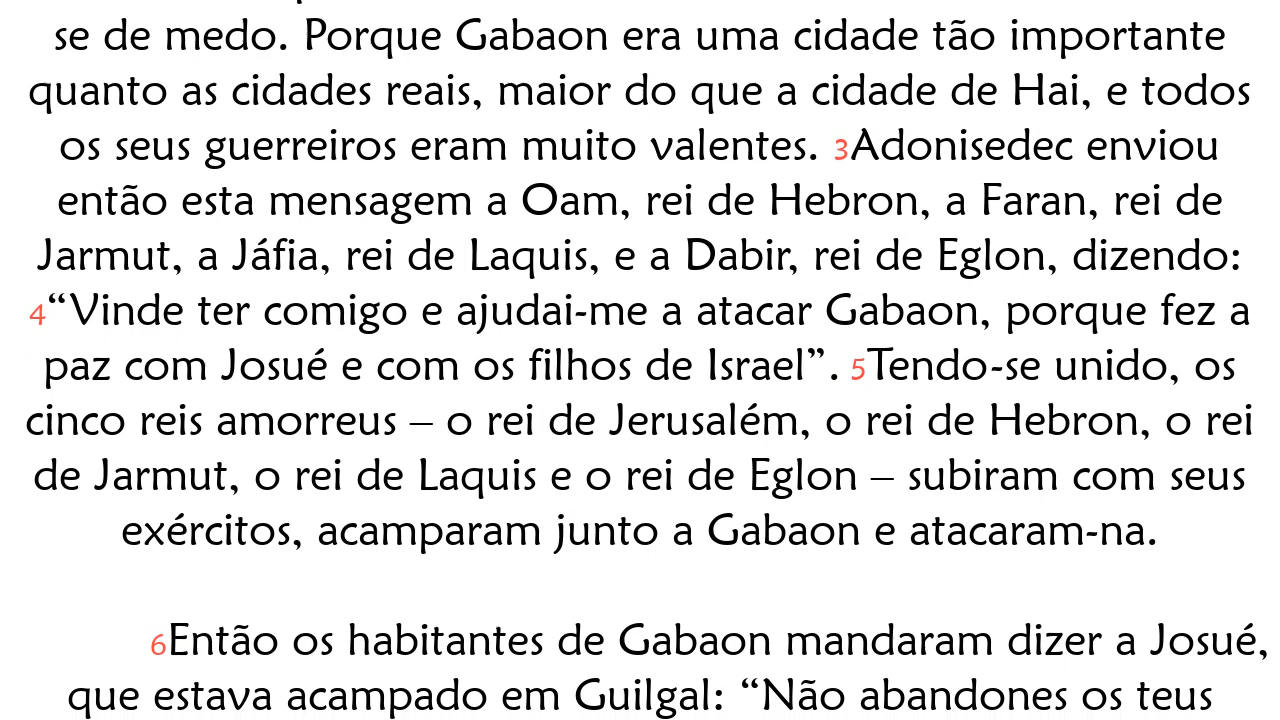 se de medo. Porque Gabaon era uma cidade tão importante
quanto as cidades reais, maior do que a cidade de Hai, e todos
os seus guerreiros eram muito valentes. 3Adonisedec enviou
então esta mensagem a Oam, rei de Hebron, a Faran, rei de
Jarmut, a Jáfia, rei de Laquis, e a Dabir, rei de Eglon, dizendo:
4“Vinde ter comigo e ajudai-me a atacar Gabaon, porque fez a
paz com Josué e com os filhos de Israel”. 5Tendo-se unido, os
cinco reis amorreus – o rei de Jerusalém, o rei de Hebron, o rei
de Jarmut, o rei de Laquis e o rei de Eglon – subiram com seus
exércitos, acamparam junto a Gabaon e atacaram-na.
6Então os habitantes de Gabaon mandaram dizer a Josué,
que estava acampado em Guilgal: “Não abandones os teus